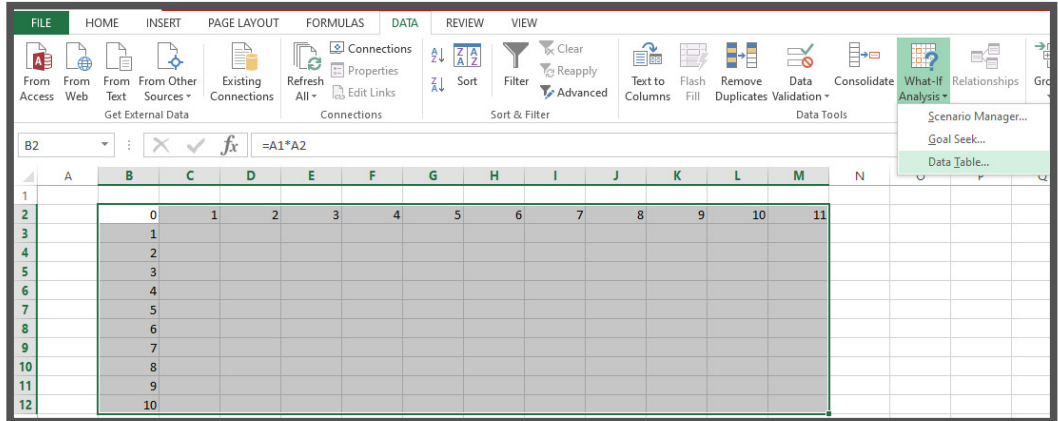 FILE HOME INSERT PAGE LAYOUT FORMULAS DATA REVIEW VIEW
From Access
From Web
From Text
From Other Sources
Existing Connections
Get External Data
Refresh All
Connections
Properties
Edit Links
Connections
Sort
Filter
Clear
Reapply
Advanced
Sort & Filter
Text to Columns
Flash Fill
Remove Duplicates
Data Validation
Consolidate
What-If Analysis
Relationships
Data Tools
Scenario Manager...
Goal Seek...
Data Table...
B2 fx =A1*A2
A B C D E F G H I J K L M N
1
2 0 1 2 3 4 5 6 7 8 9 10 11
3 1
4 2
5 3
6 4
7 5
8 6
9 7
10 8
11 9
12 10